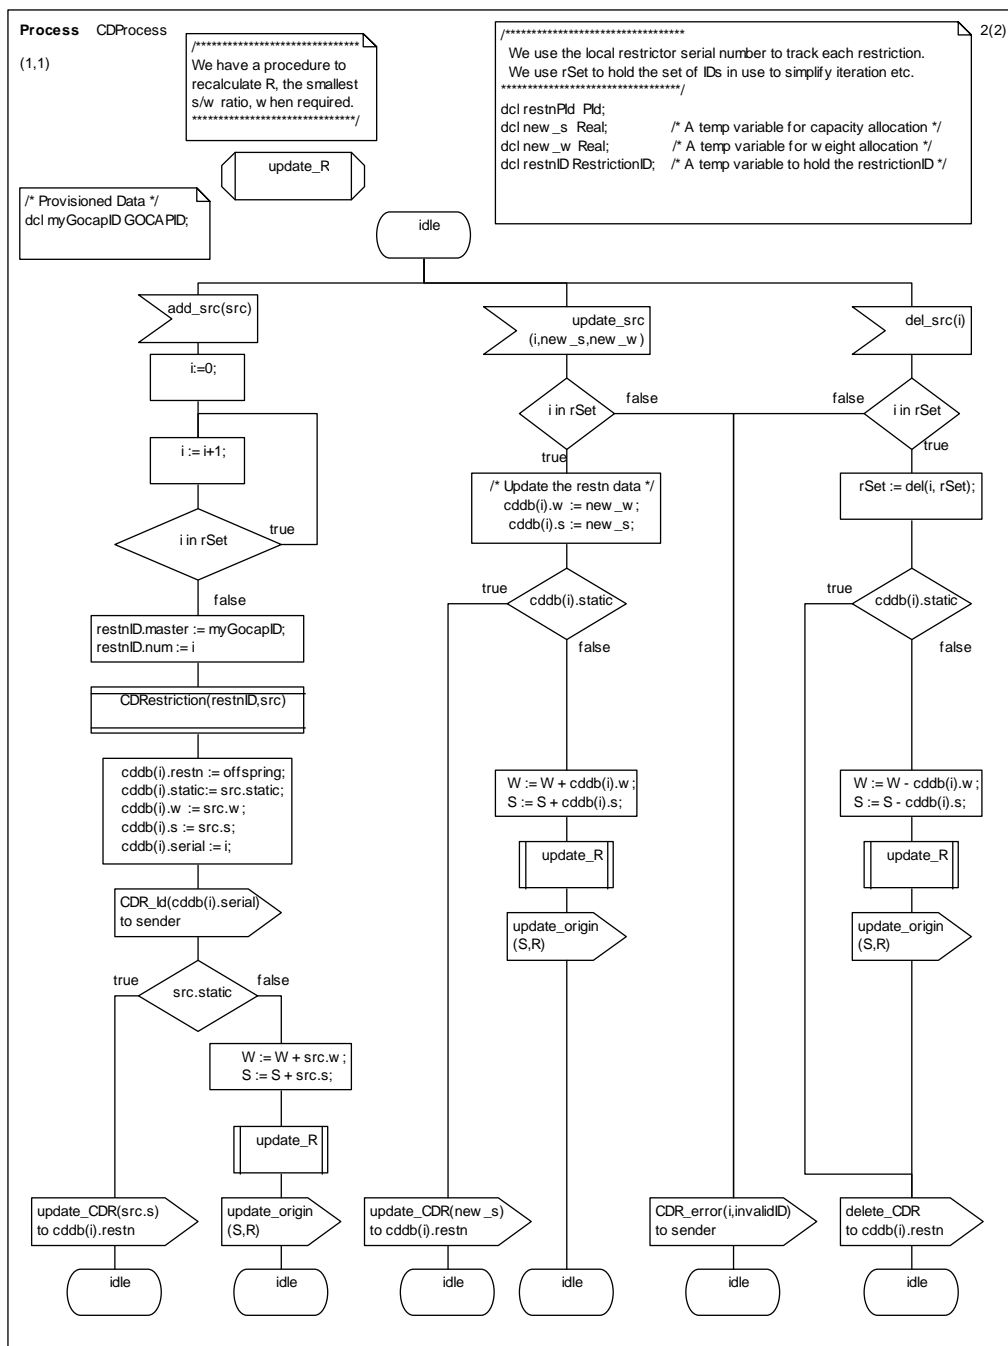 Process CDProcess
2(2)
(1,1)
/********************************
We have a procedure to
recalculate R, the smallest
s/w ratio, when required.
********************************/
/**********************************
We use the local restrictor serial number to track each restriction.
We use rSet to hold the set of IDs in use to simplify iteration etc.
**********************************/
dcl restnPId PId;
dcl new_s Real; /* A temp variable for capacity allocation */
dcl new_w Real; /* A temp variable for weight allocation */
dcl restnID RestrictionID; /* A temp variable to hold the restrictionID */
update_R
/* Provisioned Data */
dcl myGocapID GOCAPID;
idle
add_src(src)
i:=0;
i := i+1;
i in rSet
true
false
restnID.master := myGocapID;
restnID.num := i
CDRestriction(restnID,src)
cddb(i).restn := offspring;
cddb(i).static:= src.static;
cddb(i).w := src.w;
cddb(i).s := src.s;
cddb(i).serial := i;
CDR_Id(cddb(i).serial)
to sender
src.static
true
false
W := W + src.w;
S := S + src.s;
update_R
update_CDR(src.s)
to cddb(i).restn
update_origin
(S,R)
idle
idle
update_src
(i,new_s,new_w)
i in rSet
false
true
/* Update the restn data */
cddb(i).w := new_w;
cddb(i).s := new_s;
cddb(i).static
true
false
W := W + cddb(i).w;
S := S + cddb(i).s;
update_R
update_origin
(S,R)
update_CDR(new_s)
to cddb(i).restn
idle
idle
del_src(i)
i in rSet
false
true
rSet := del(i, rSet);
cddb(i).static
true
false
W := W - cddb(i).w;
S := S - cddb(i).s;
update_R
update_origin
(S,R)
CDR_error(i,invalidID)
to sender
delete_CDR
to cddb(i).restn
idle
idle